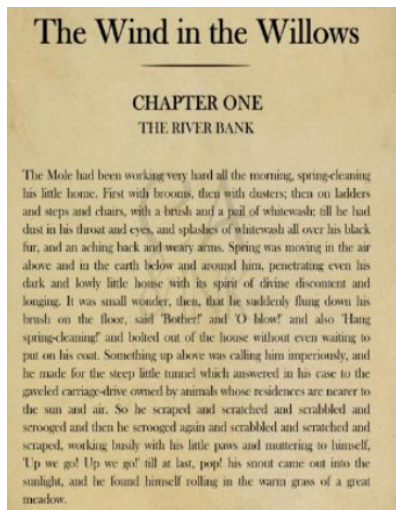 The Wind in the Willows
CHAPTER ONE
THE RIVER BANK
The Mole had been working very hard all the morning, spring-cleaning
his little home. First with brooms, then with dusters; then on ladders
and steps and chairs, with a brush and a pail of whitewash; till he had
dust in his throat and eyes, and splashes of whitewash all over his black
fur, and an aching back and weary arms. Spring was moving in the air
above and in the earth below and around him, penetrating even his
dark and lowly little house with its spirit of divine discontent and
longing. It was small wonder, then, that he suddenly flung down his
brush on the floor, said 'Bother!' and 'O blow!' and also 'Hang
spring-cleaning!' and bolted out of the house without even waiting to
put on his coat. Something up above was calling him imperiously, and
he made for the steep little tunnel which answered in his case to the
gaveled carriage-drive owned by animals whose residences are nearer to
the sun and air. So he scraped and scratched and scrabbled and
scrooged and then he scrooged again and scrabbled and scratched and
scraped, working busily with his little paws and muttering to himself,
'Up we go! Up we go!' till at last, pop! his snout came out into the
sunlight, and he found himself rolling in the warm grass of a great
meadow.